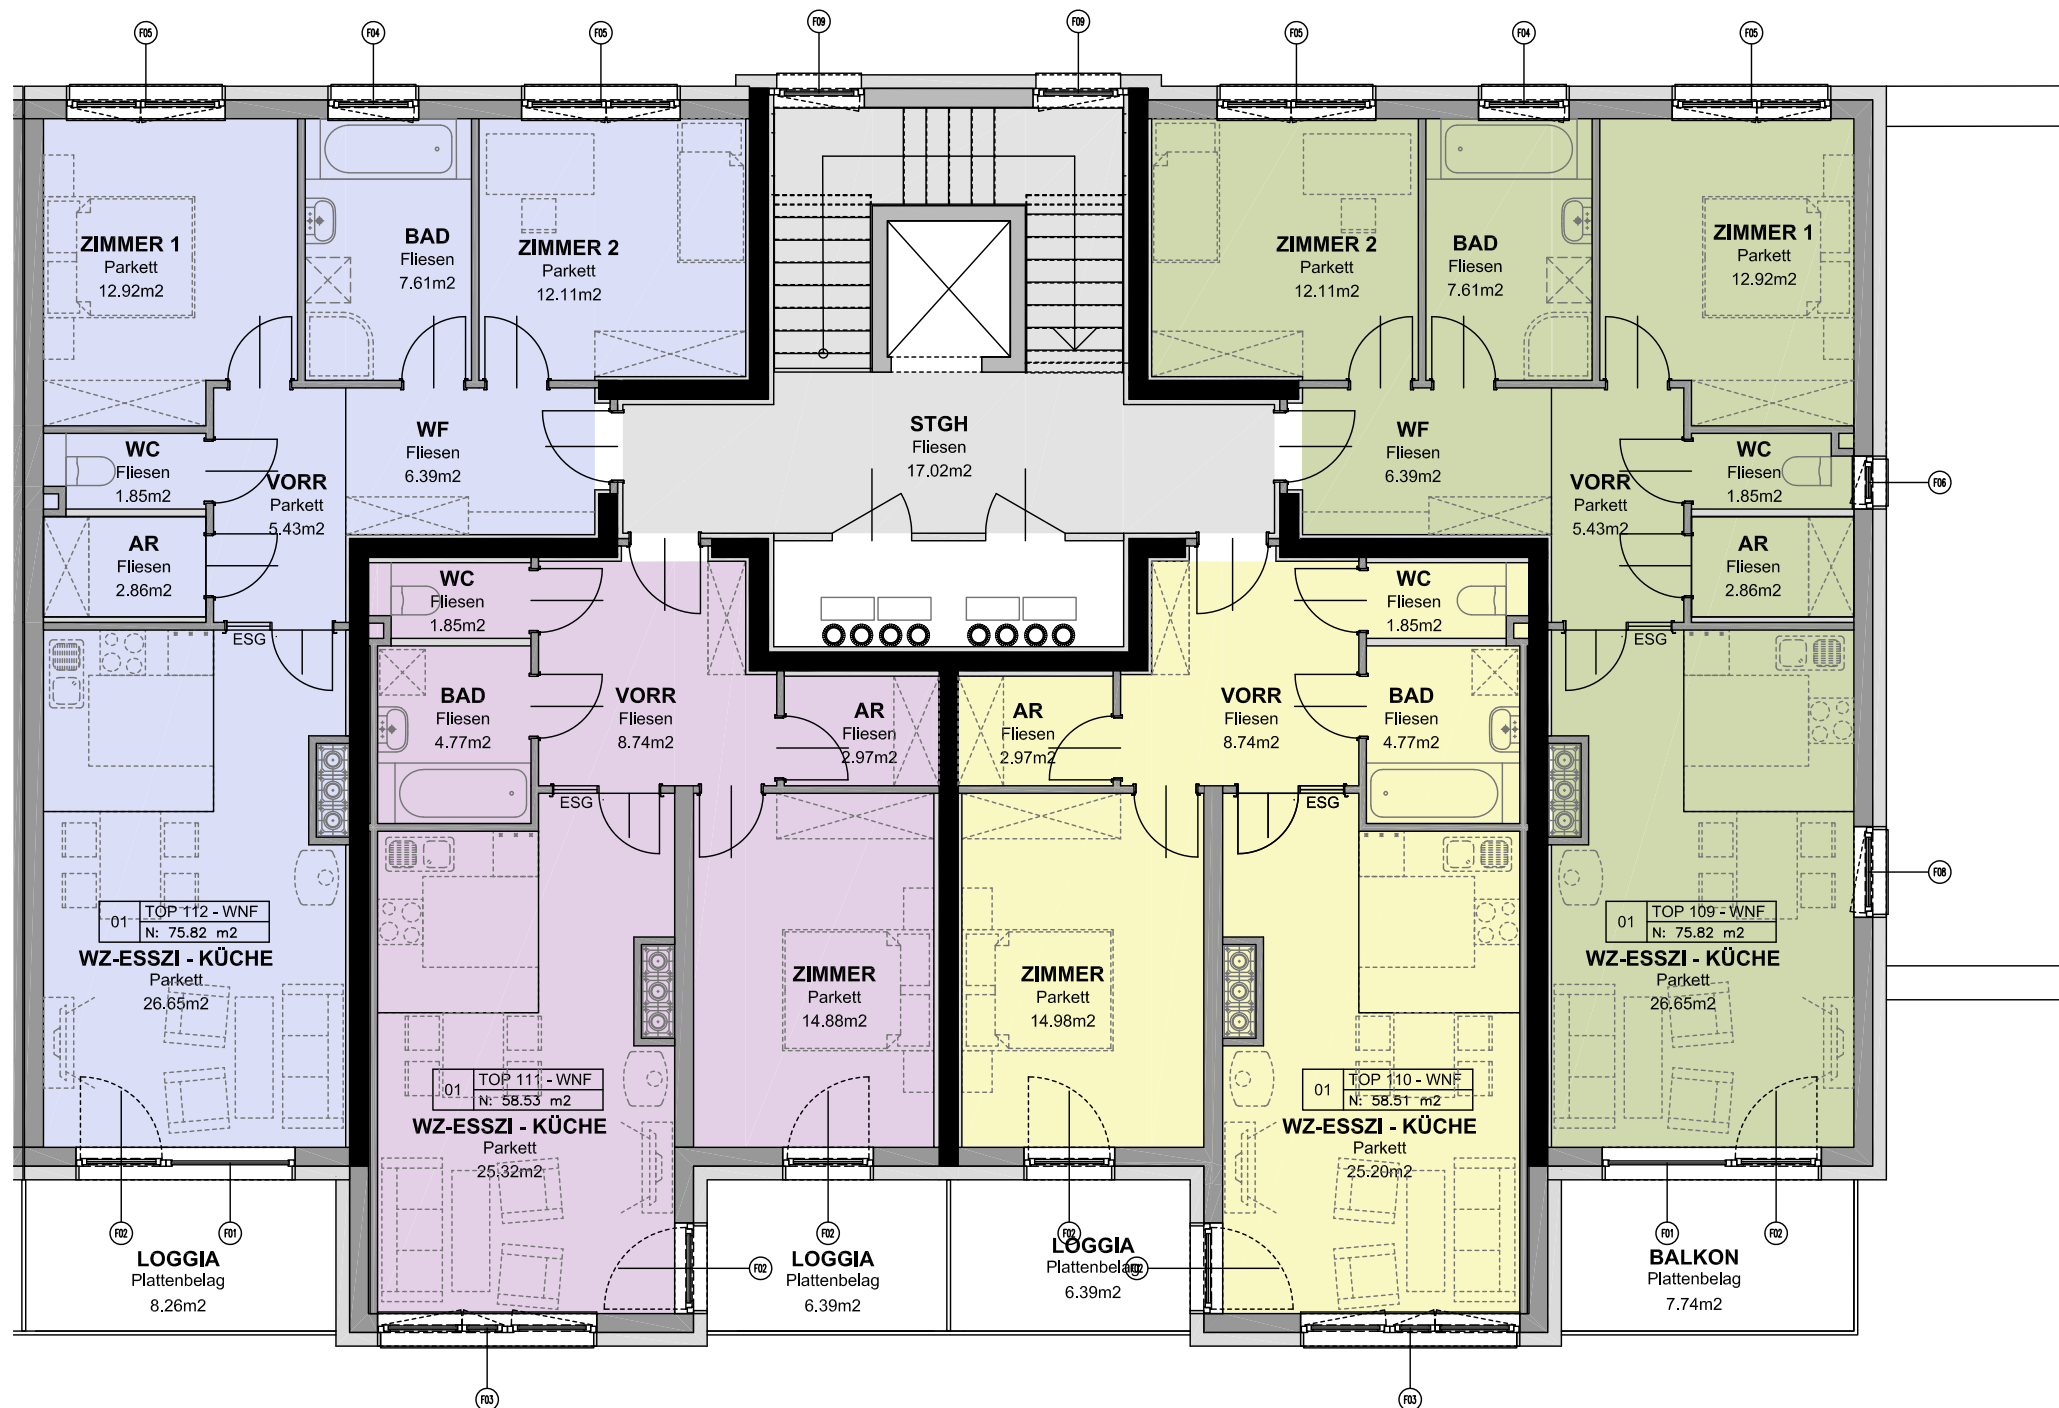 F05
F04
F05
F09
F09
F05
F04
F05
ZIMMER 1
Parkett
12.92m2
BAD
Fliesen
7.61m2
ZIMMER 2
Parkett
12.11m2
ZIMMER 2
Parkett
12.11m2
BAD
Fliesen
7.61m2
ZIMMER 1
Parkett
12.92m2
WC
Fliesen
1.85m2
VORR
Parkett
5.43m2
WF
Fliesen
6.39m2
STGH
Fliesen
17.02m2
WF
Fliesen
6.39m2
VORR
Parkett
5.43m2
WC
Fliesen
1.85m2
F06
AR
Fliesen
2.86m2
AR
Fliesen
2.86m2
ESG
WC
Fliesen
1.85m2
WC
Fliesen
1.85m2
ESG
BAD
Fliesen
4.77m2
VORR
Fliesen
8.74m2
AR
Fliesen
2.97m2
AR
Fliesen
2.97m2
VORR
Fliesen
8.74m2
BAD
Fliesen
4.77m2
ESG
ESG
F08
01
TOP 112 - WNF
N: 75.82 m2
WZ-ESSZI - KÜCHE
Parkett
26.65m2
ZIMMER
Parkett
14.88m2
ZIMMER
Parkett
14.98m2
01
TOP 109 - WNF
N: 75.82 m2
WZ-ESSZI - KÜCHE
Parkett
26.65m2
01
TOP 111 - WNF
N: 58.53 m2
WZ-ESSZI - KÜCHE
Parkett
25.32m2
01
TOP 110 - WNF
N: 58.51 m2
WZ-ESSZI - KÜCHE
Parkett
25.20m2
F02
F01
F02
F02
F01
F02
LOGGIA
Plattenbelag
8.26m2
F02
LOGGIA
Plattenbelag
6.39m2
LOGGIA
Plattenbelag
6.39m2
F02
BALKON
Plattenbelag
7.74m2
F03
F03